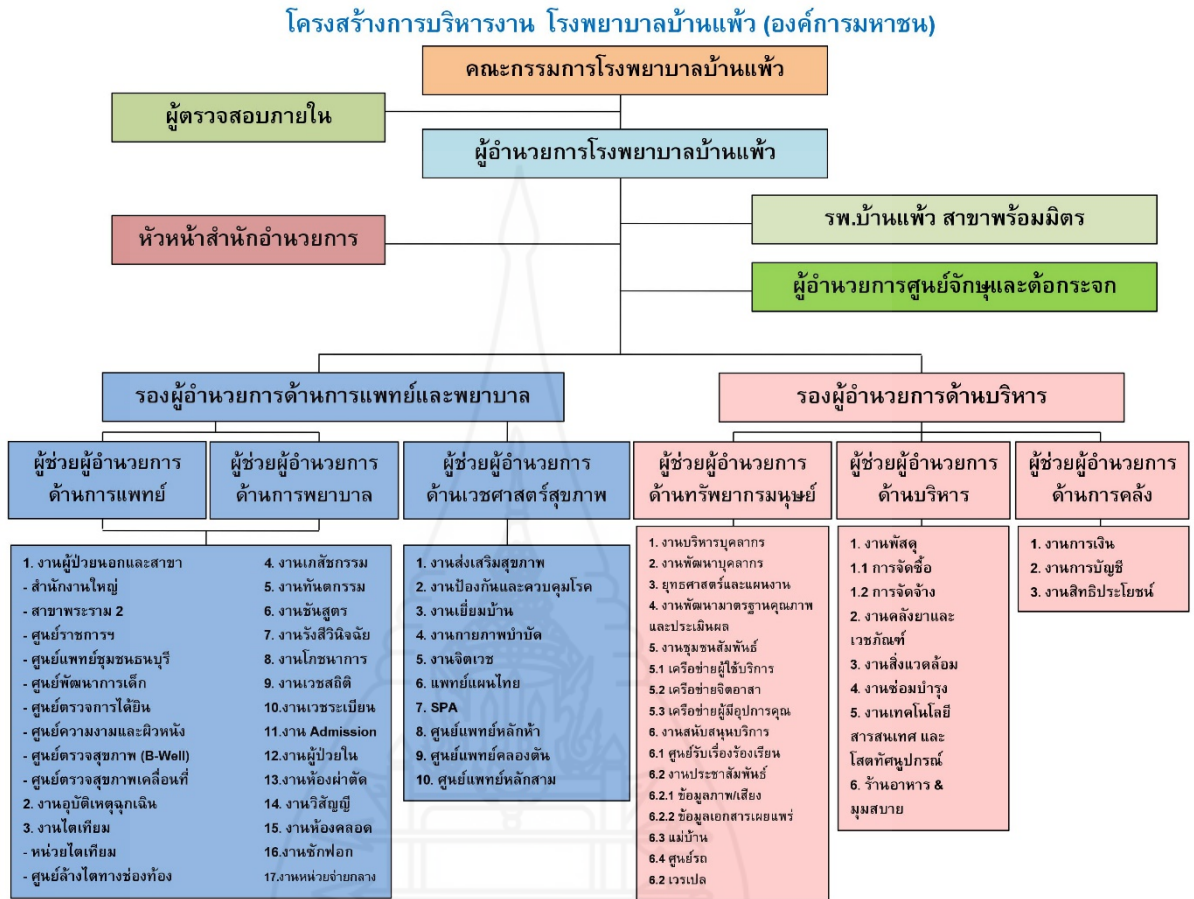 โครงสร้างการบริหารงาน โรงพยาบาลบ้านแพ้ว (องค์การมหาชน)
คณะกรรมการโรงพยาบาลบ้านแพ้ว
ผู้ตรวจสอบภายใน
ผู้อำนวยการโรงพยาบาลบ้านแพ้ว
รพ.บ้านแพ้ว สาขาพร้อมมิตร
หัวหน้าสำนักอำนวยการ
ผู้อำนวยการศูนย์จักษุและต้อกระจก
รองผู้อำนวยการด้านการแพทย์และพยาบาล
รองผู้อำนวยการด้านบริหาร
ผู้ช่วยผู้อำนวยการ
ด้านการแพทย์
ผู้ช่วยผู้อำนวยการ
ด้านการพยาบาล
ผู้ช่วยผู้อำนวยการ
ด้านเวชศาสตร์สุขภาพ
ผู้ช่วยผู้อำนวยการ
ด้านทรัพยากรมนุษย์
ผู้ช่วยผู้อำนวยการ
ด้านบริหาร
ผู้ช่วยผู้อำนวยการ
ด้านการคลัง
1. งานผู้ป่วยนอกและสาขา
- สำนักงานใหญ่
- สาขาพระราม 2
- ศูนย์ราชการฯ
- ศูนย์แพทย์ชุมชนธนบุรี
- ศูนย์พัฒนาการเด็ก
- ศูนย์ตรวจการได้ยิน
- ศูนย์ความงามและผิวหนัง
- ศูนย์ตรวจสุขภาพ (B-Well)
- ศูนย์ตรวจสุขภาพเคลื่อนที่
2. งานอุบัติเหตุฉุกเฉิน
3. งานไตเทียม
- หน่วยไตเทียม
- ศูนย์ล้างไตทางช่องท้อง
4. งานเภสัชกรรม
5. งานทันตกรรม
6. งานชันสูตร
7. งานรังสีวินิจฉัย
8. งานโภชนาการ
9. งานเวชสถิติ
10.งานเวชระเบียน
11.งาน Admission
12.งานผู้ป่วยใน
13.งานห้องผ่าตัด
14. งานวิสัญญี
15. งานห้องคลอด
16.งานซักฟอก
17.งานหน่วยจ่ายกลาง
1. งานส่งเสริมสุขภาพ
2. งานป้องกันและควบคุมโรค
3. งานเยี่ยมบ้าน
4. งานกายภาพบำบัด
5. งานจิตเวช
6. แพทย์แผนไทย
7. SPA
8. ศูนย์แพทย์หลักห้า
9. ศูนย์แพทย์คลองตัน
10. ศูนย์แพทย์หลักสาม
1. งานบริหารบุคลากร
2. งานพัฒนาบุคลากร
3. ยุทธศาสตร์และแผนงาน
4. งานพัฒนามาตรฐานคุณภาพ
และประเมินผล
5. งานชุมชนสัมพันธ์
5.1 เครือข่ายผู้ใช้บริการ
5.2 เครือข่ายจิตอาสา
5.3 เครือข่ายผู้มีอุปการคุณ
6. งานสนับสนุนบริการ
6.1 ศูนย์รับเรื่องร้องเรียน
6.2 งานประชาสัมพันธ์
6.2.1 ข้อมูลภาพ/เสียง
6.2.2 ข้อมูลเอกสารเผยแพร่
6.3 แม่บ้าน
6.4 ศูนย์รถ
6.2 เวรเปล
1. งานพัสดุ
1.1 การจัดซื้อ
1.2 การจัดจ้าง
2. งานคลังยาและ
เวชภัณฑ์
3. งานสิ่งแวดล้อม
4. งานซ่อมบำรุง
5. งานเทคโนโลยี
สารสนเทศ และ
โสตทัศนูปกรณ์
6. ร้านอาหาร &
มุมสบาย
1. งานการเงิน
2. งานการบัญชี
3. งานสิทธิประโยชน์